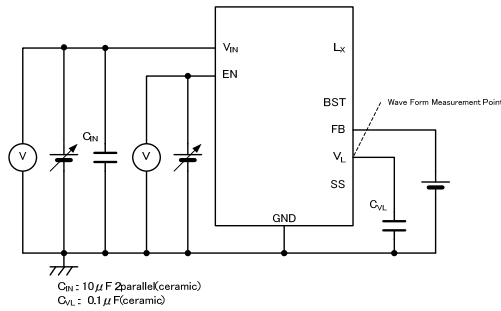 VIN
LX
EN
BST
Wave Form Measurement Point
FB
CIN
V
V
VL
SS
CVL
GND
CIN : 10μF 2parallel(ceramic)
CVL : 0.1μF(ceramic)